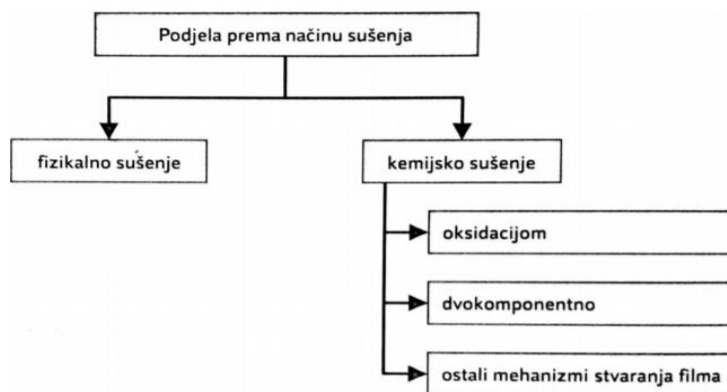 Podjela prema načinu sušenja
fizikalno sušenje
kemijsko sušenje
oksidacijom
dvokomponentno
ostali mehanizmi stvaranja filma